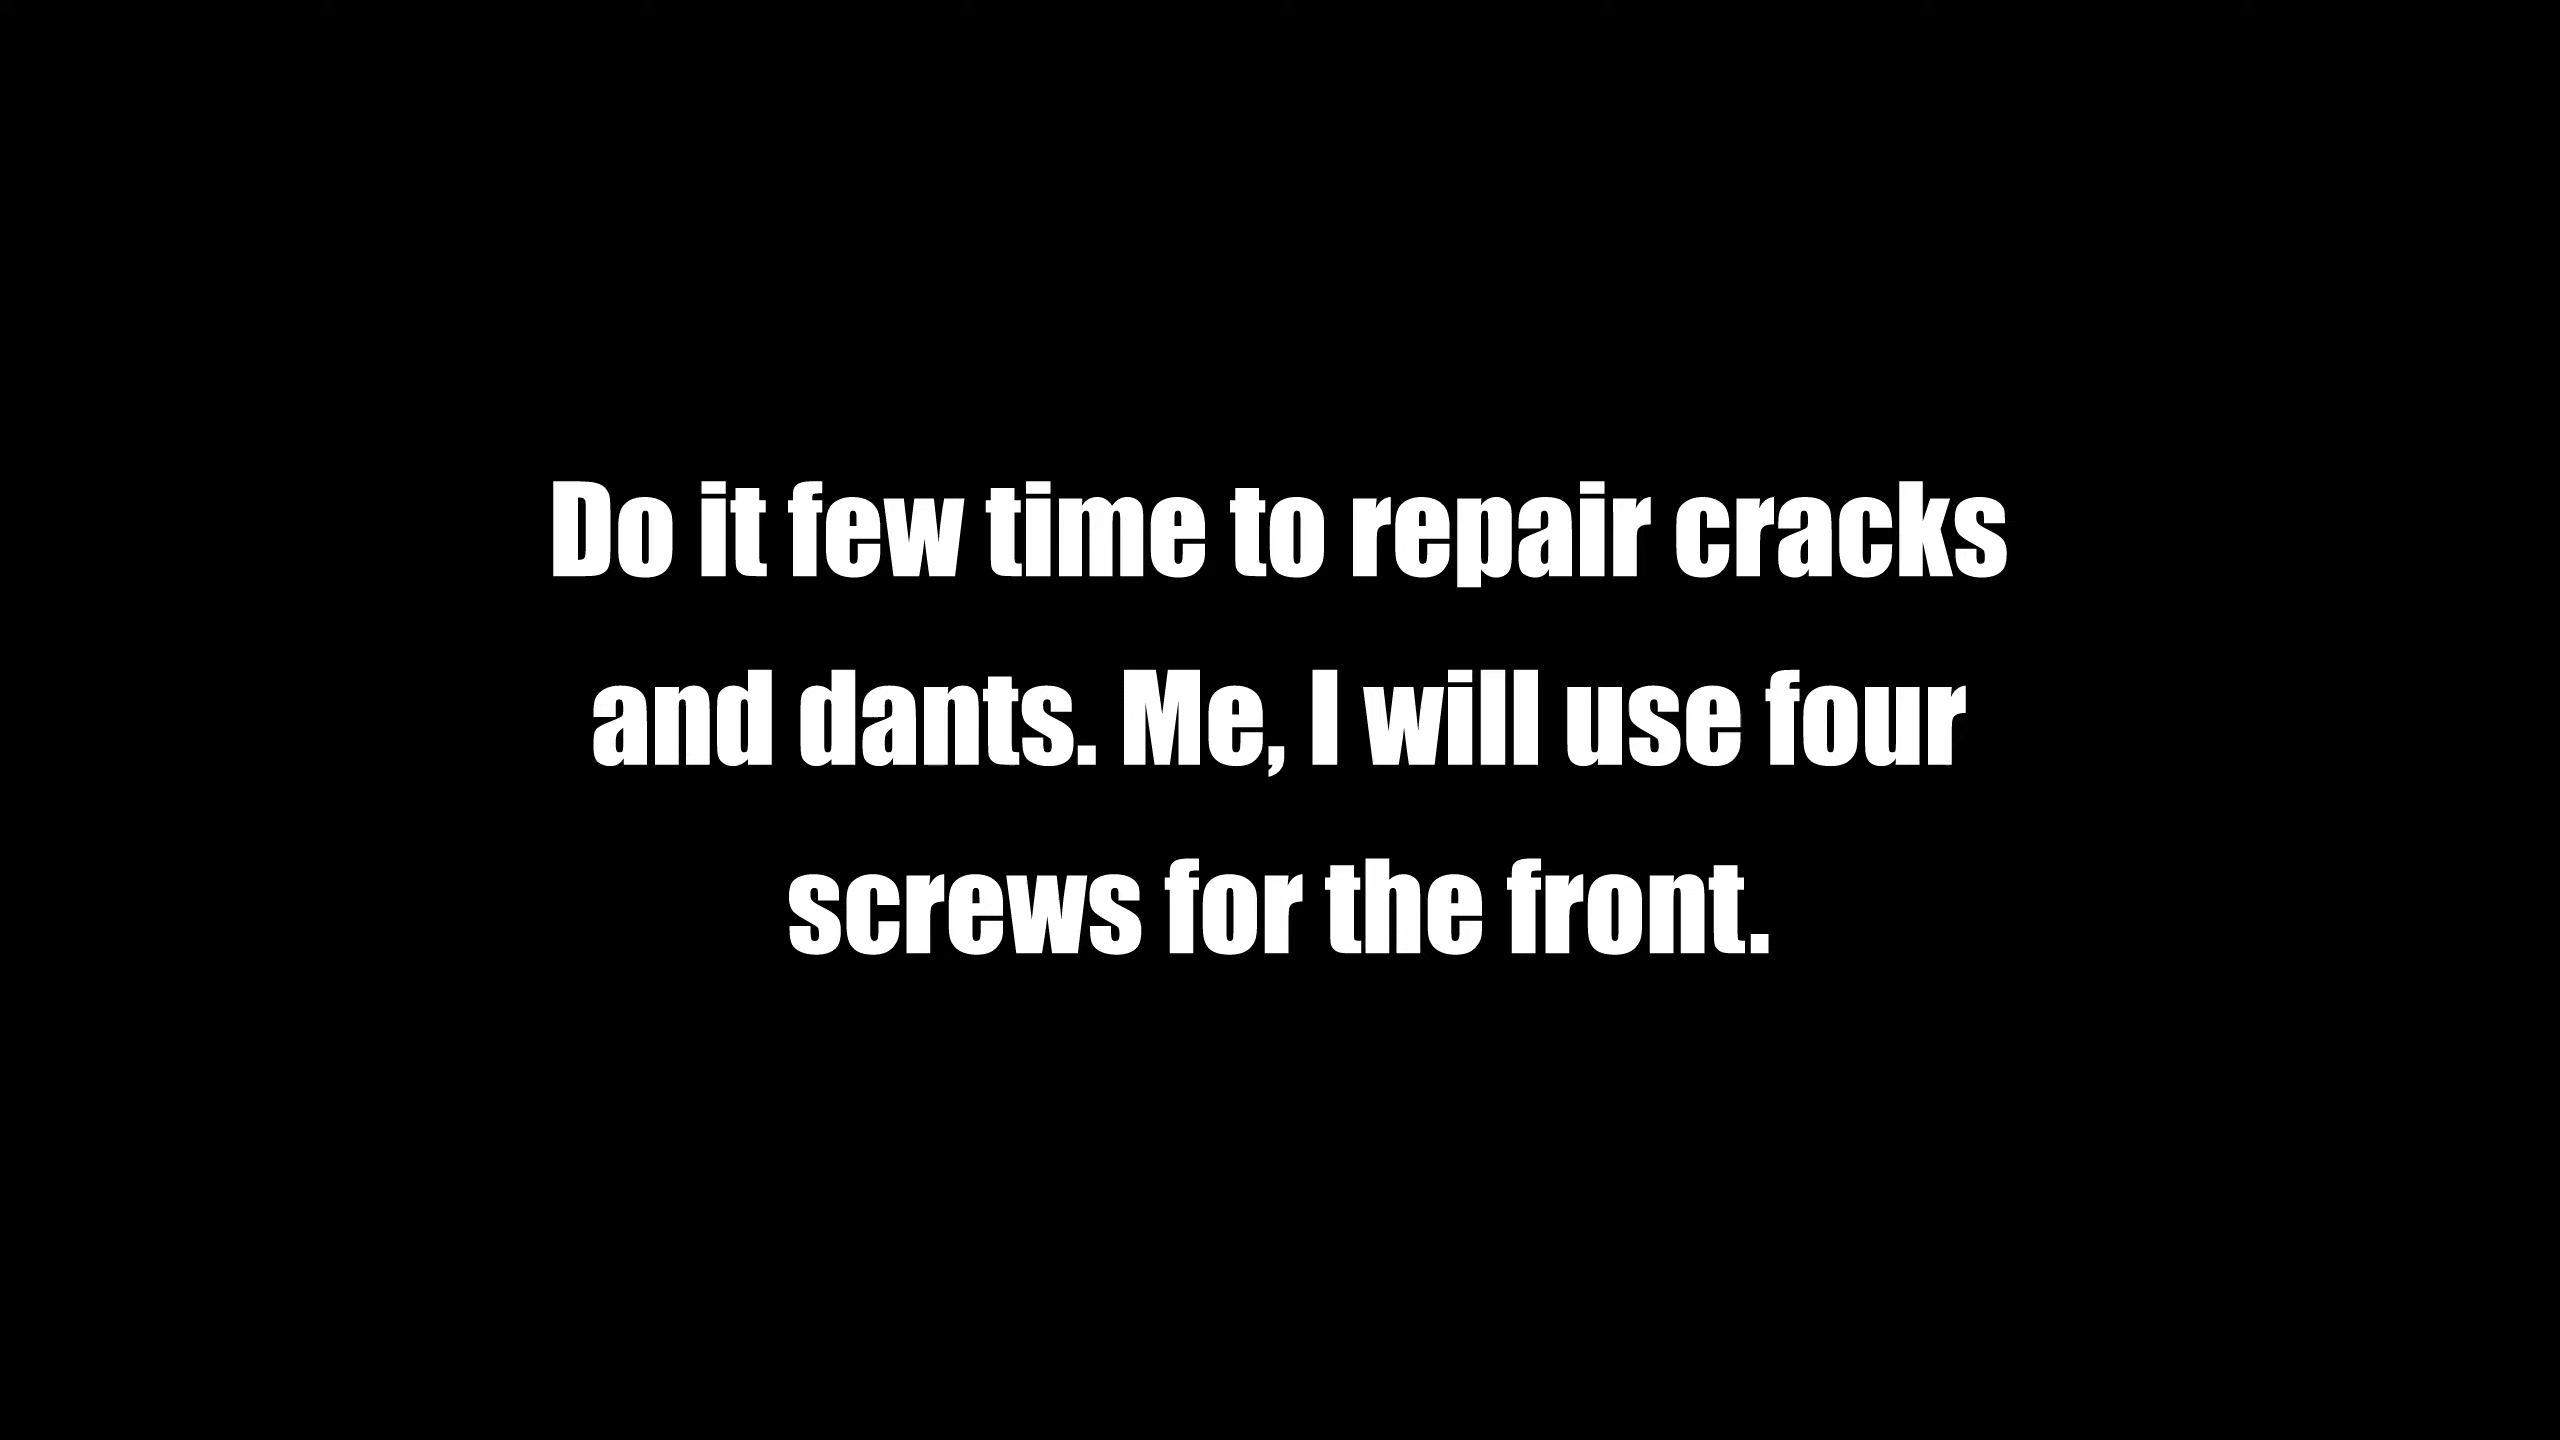 Do it few time to repair cracks
and dants. Me, I will use four
screws for the front.